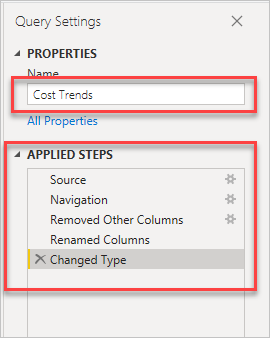 Query Settings
PROPERTIES
Name
Cost Trends
All Properties
APPLIED STEPS
Source
Navigation
Removed Other Columns
Renamed Columns
Changed Type